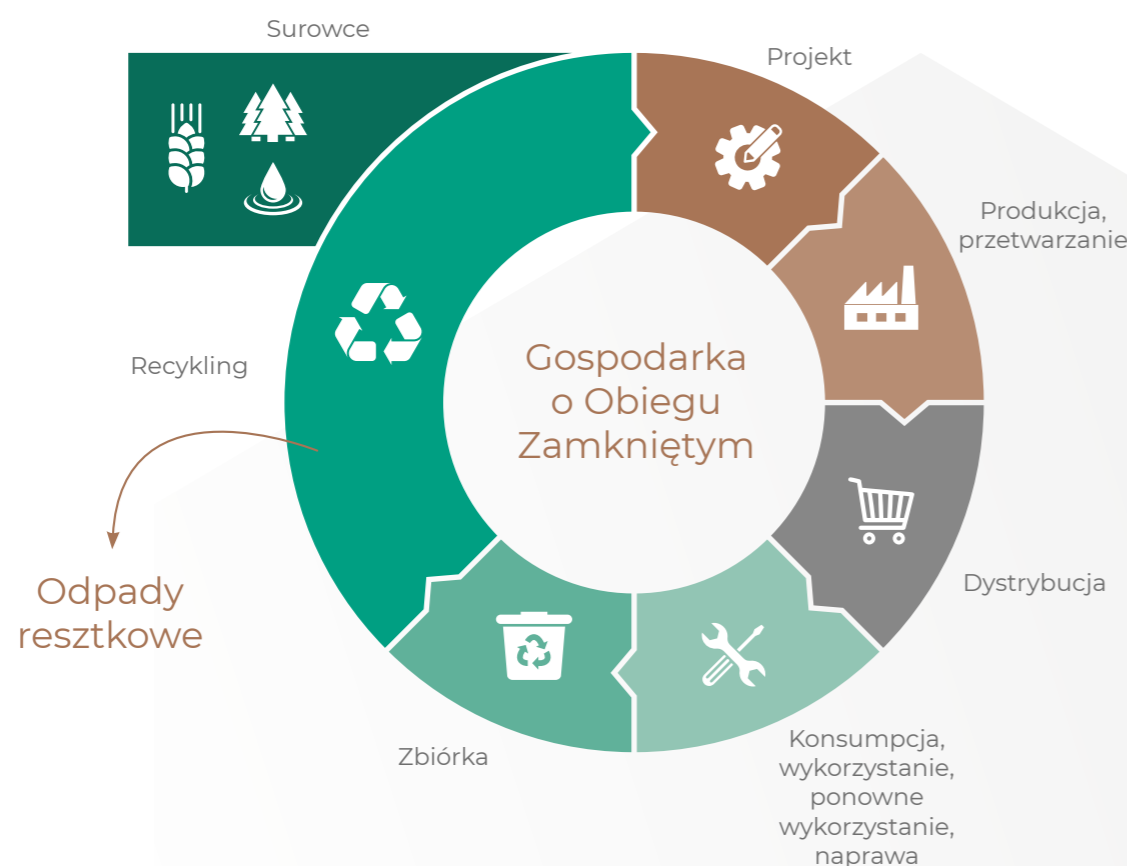 Surowce
Projekt
Produkcja,
przetwarzanie
Recykling
Gospodarka
o Obiegu
Zamkniętym
Dystrybucja
Odpady
resztkowe
Zbiórka
Konsumpcja,
wykorzystanie,
ponowne
wykorzystanie,
naprawa